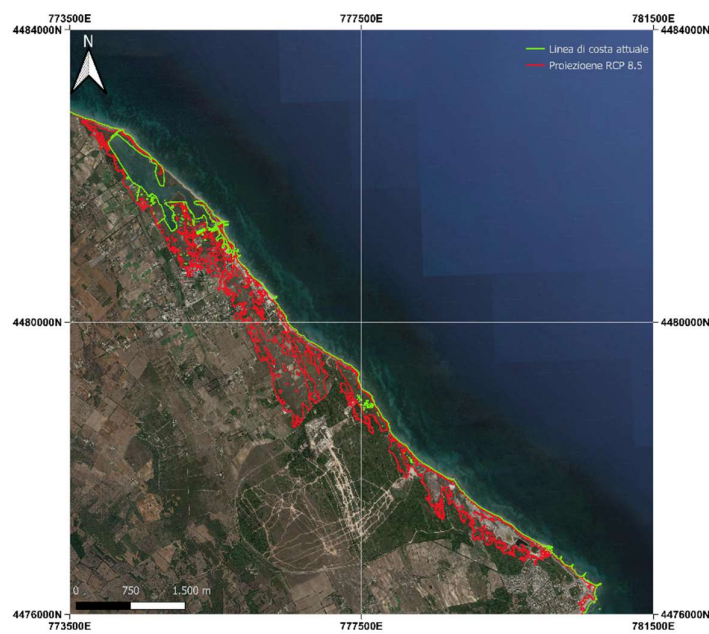 773500E 777500E 781500E
4484000N 4484000N
N
Linea di costa attuale
Proiezioene RCP 8.5
4480000N 4480000N
0 750 1.500 m
4476000N 4476000N
773500E 777500E 781500E